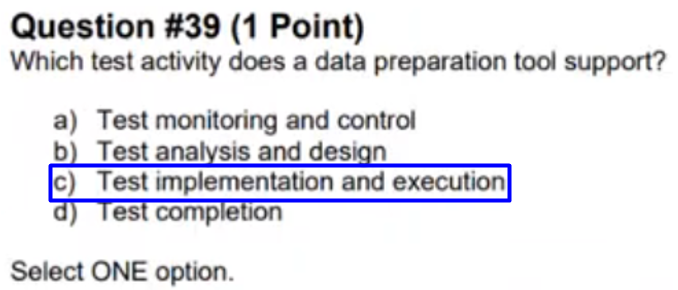 Question #39 (1 Point)
Which test activity does a data preparation tool support?
a) Test monitoring and control
b) Test analysis and design
c) Test implementation and execution
d) Test completion
Select ONE option.